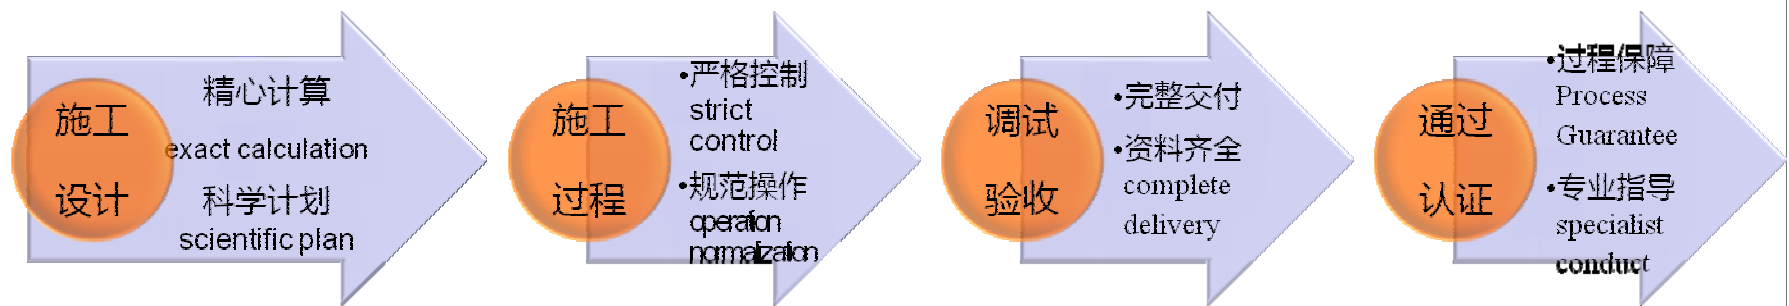 施工
设计
精心计算
exact calculation
科学计划
scientific plan
施工
过程
•严格控制
strict
control
•规范操作
operation
normalization
调试
验收
•完整交付
•资料齐全
complete
delivery
通过
认证
•过程保障
Process
Guarantee
•专业指导
specialist
conduct